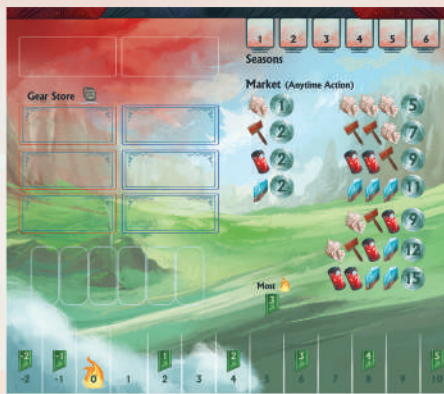 1 2 3 4 5 6
Seasons
Market (Anytime Action)
Gear Store
1 5
2 7
2 9
2 11
9
12
15
Most
3
-2 -1 1 2 3 4 5
-2 -1 0 1 2 3 4 5 6 7 8 9 10